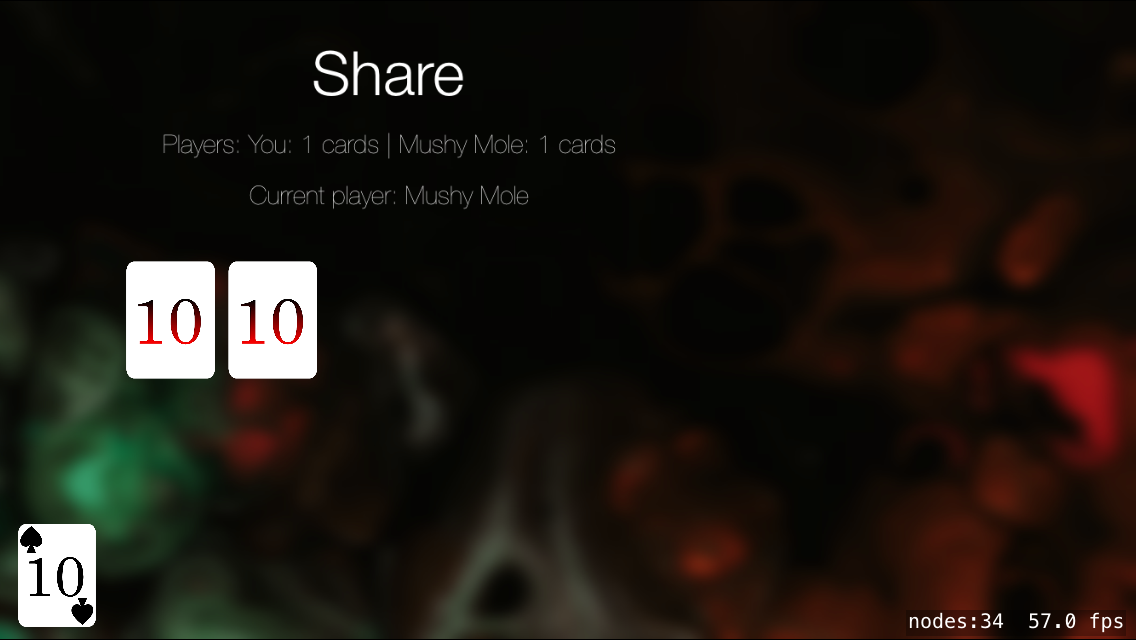 Share
Players: You: 1 cards | Mushy Mole: 1 cards
Current player: Mushy Mole
10 10
10
nodes:34 57.0 fps